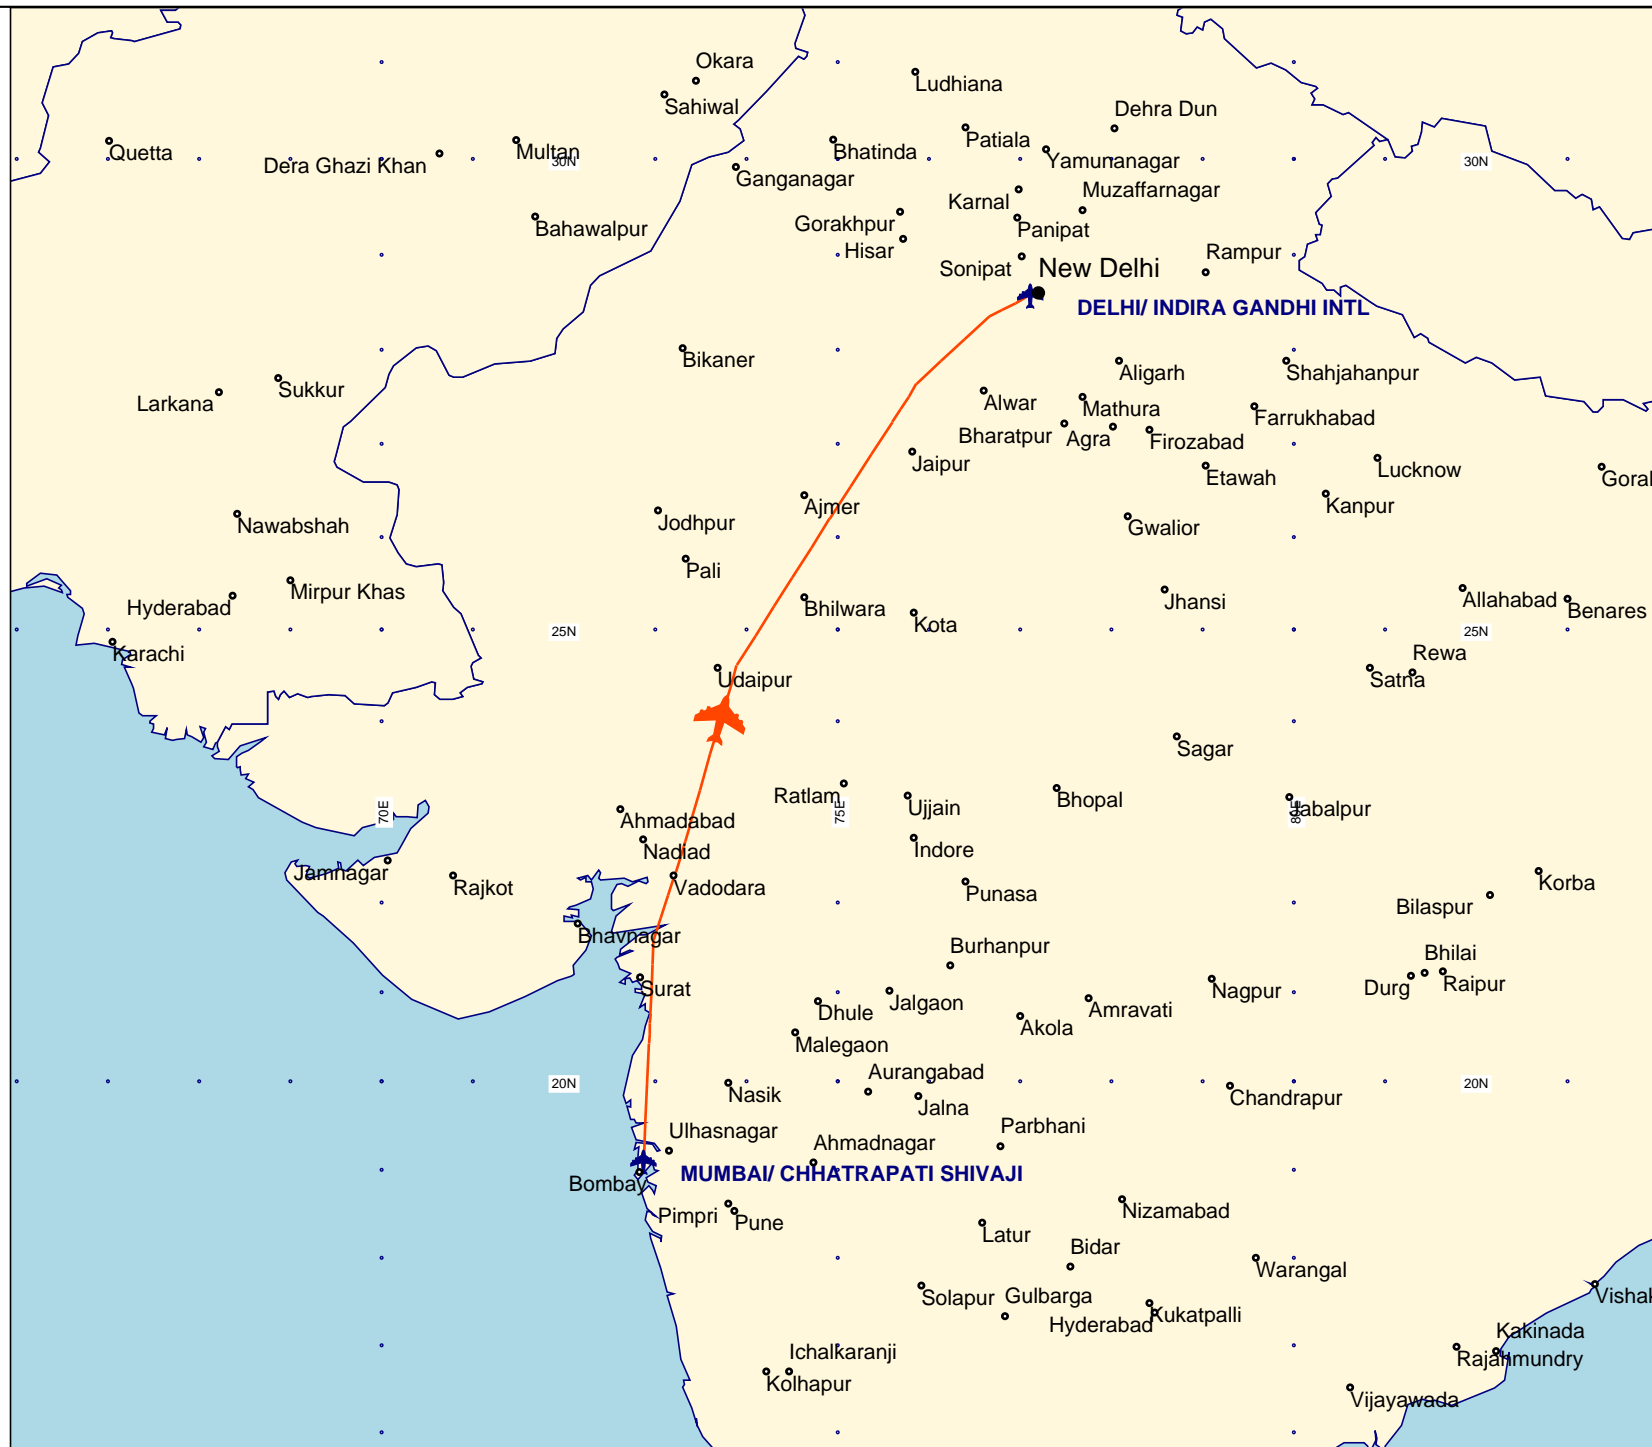 Okara
Ludhiana
Sahiwal
Dehra Dun
Patiala
Quetta
Multan
Bhatinda
Yamunanagar
Dera Ghazi Khan
30N
30N
Ganganagar
Muzaffarnagar
Karnal
Gorakhpur
Panipat
Bahawalpur
Hisar
Rampur
Sonipat
New Delhi
DELHI/ INDIRA GANDHI INTL
Bikaner
Aligarh
Shahjahanpur
Sukkur
Larkana
Alwar
Mathura
Farrukhabad
Bharatpur
Agra
Firozabad
Jaipur
Lucknow
Etawah
Goral
Ajmer
Kanpur
Nawabshah
Jodhpur
Gwalior
Pali
Mirpur Khas
Hyderabad
Bhilwara
Jhansi
Allahabad
Benares
Kota
25N
25N
Karachi
Rewa
Udaipur
Satna
Sagar
Ratlam
Bhopal
Ujjain
70E
75E
80E
Jabalpur
Ahmadabad
Nadiad
Indore
Jamnagar
Rajkot
Vadodara
Punasa
Korba
Bilaspur
Bhavnagar
Burhanpur
Bhilai
Surat
Jalgaon
Nagpur
Durg
Raipur
Dhule
Amravati
Akola
Malegaon
Aurangabad
20N
20N
Nasik
Jalna
Chandrapur
Parbhani
Ulhasnagar
Ahmadnagar
MUMBAI/ CHHATRAPATI SHIVAJI
Bombay
Pimpri
Pune
Nizamabad
Latur
Bidar
Warangal
Solapur
Gulbarga
Vishak
Hyderabad
Kukatpalli
Kakinada
Ichalkaranji
Rajahmundry
Kolhapur
Vijayawada